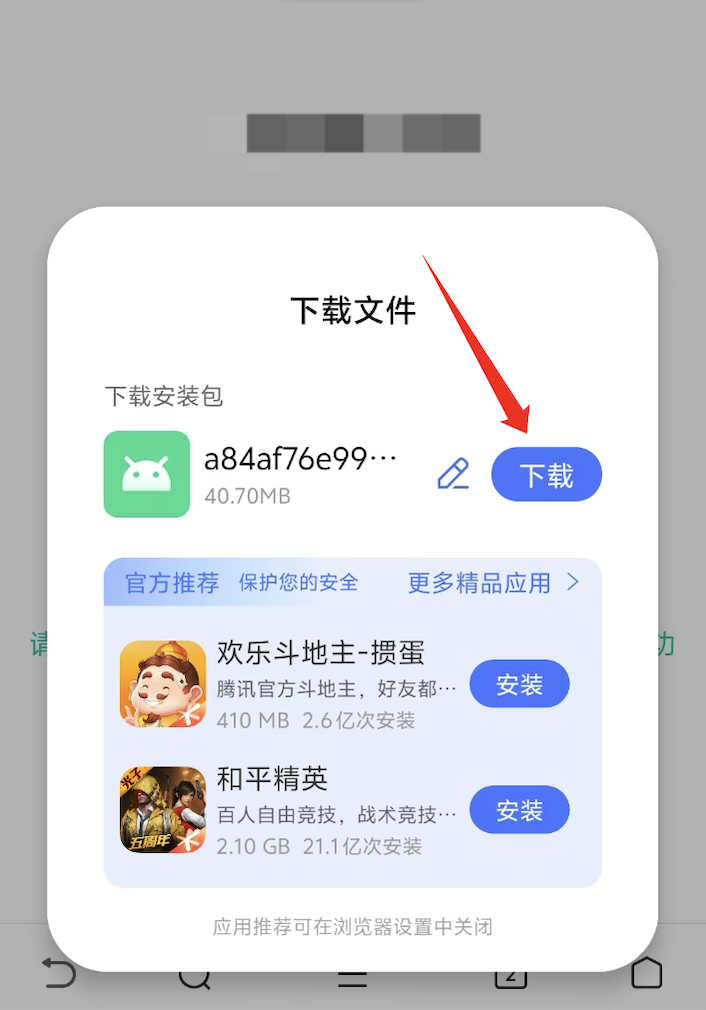 下载文件
下载安装包
a84af76e99…
40.70MB
下载
官方推荐 保护您的安全 更多精品应用
请
功
欢乐斗地主-掼蛋
腾讯官方斗地主，好友都…
410 MB 2.6亿次安装
安装
光子
五周年
和平精英
百人自由竞技，战术竞技…
2.10 GB 21.1亿次安装
安装
应用推荐可在浏览器设置中关闭
2